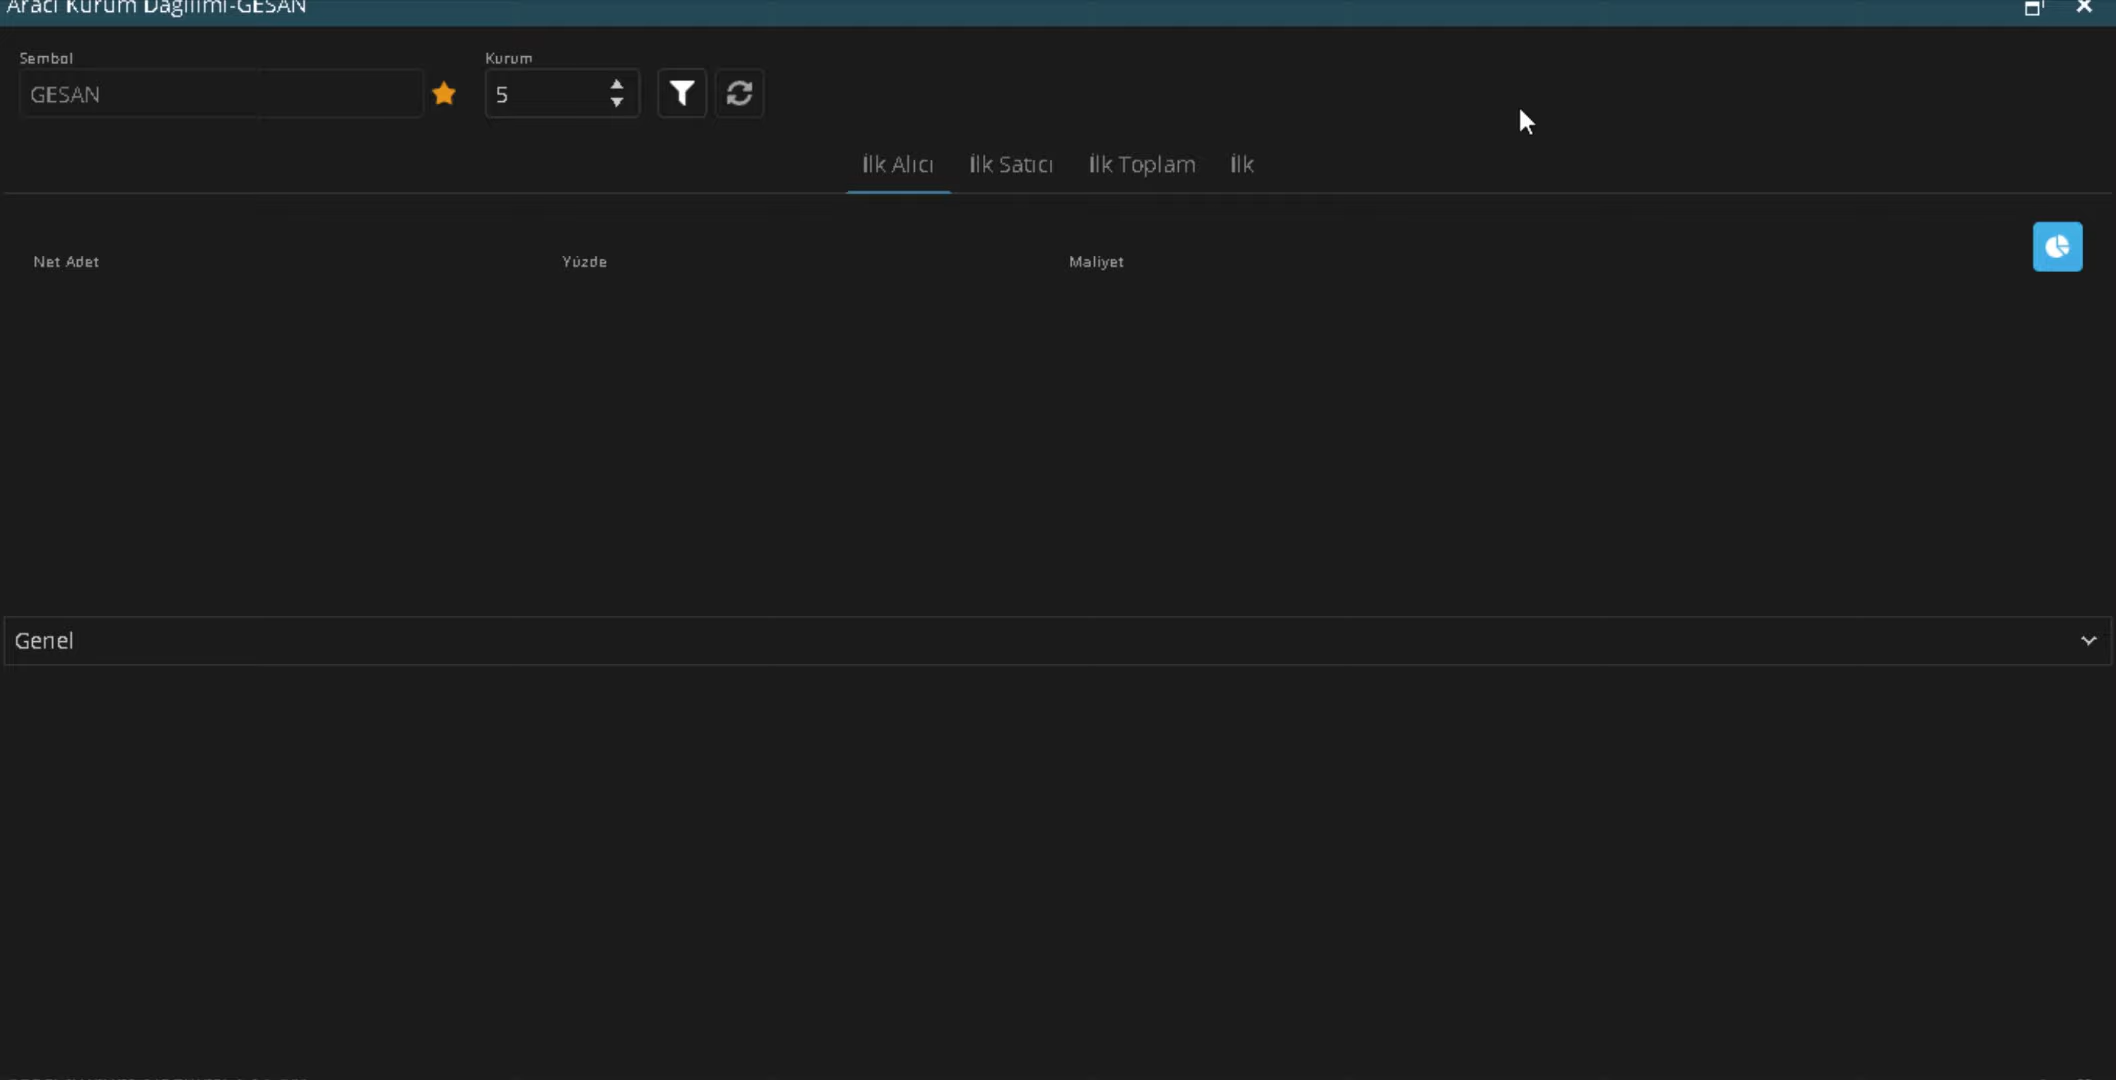 Aracı Kurum Dağılımı-GESAN
Sembol
Kurum
GESAN
5
İlk Alıcı
İlk Satıcı
İlk Toplam
İlk
Net Adet
Yüzde
Maliyet
Genel